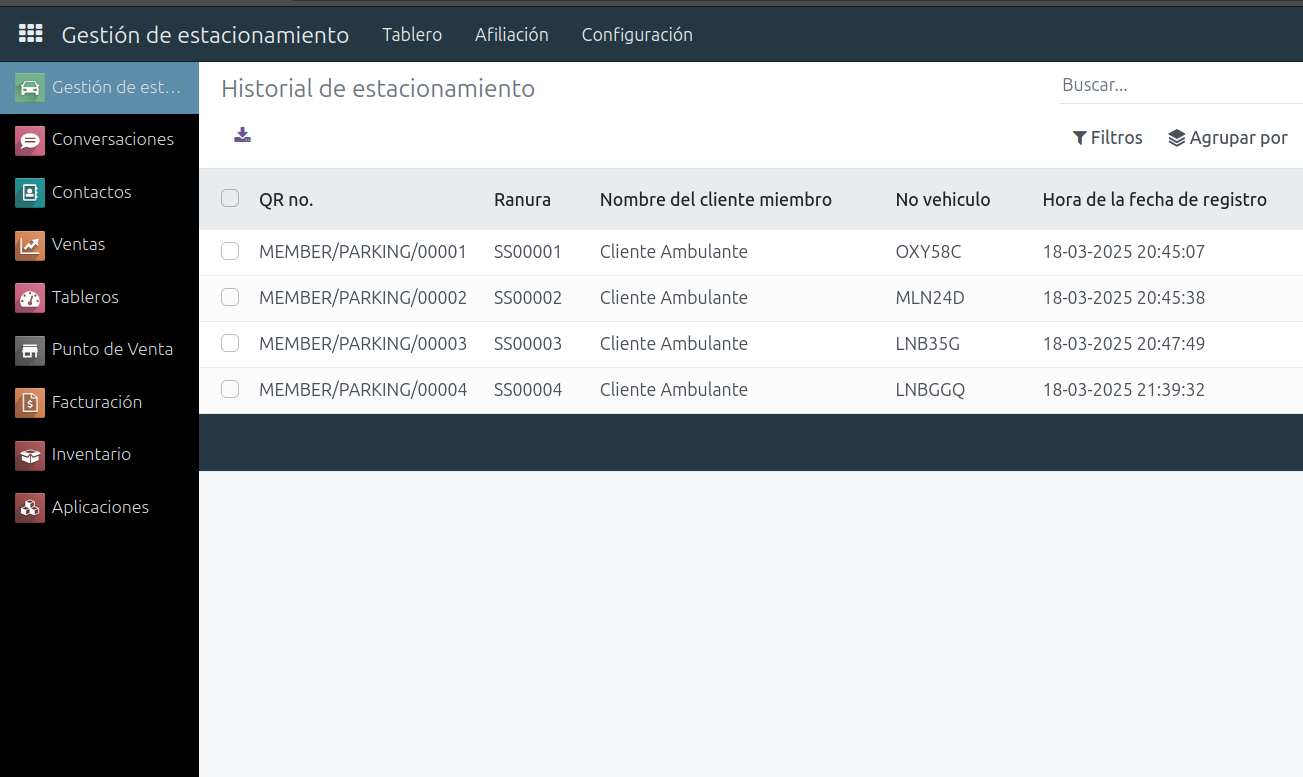 Gestión de estacionamiento Tablero Afiliación Configuración
Gestión de est...
Conversaciones
Contactos
Ventas
Tableros
Punto de Venta
Facturación
Inventario
Aplicaciones
Historial de estacionamiento
Buscar...
Filtros Agrupar por
QR no. Ranura Nombre del cliente miembro No vehiculo Hora de la fecha de registro
MEMBER/PARKING/00001 SS00001 Cliente Ambulante OXY58C 18-03-2025 20:45:07
MEMBER/PARKING/00002 SS00002 Cliente Ambulante MLN24D 18-03-2025 20:45:38
MEMBER/PARKING/00003 SS00003 Cliente Ambulante LNB35G 18-03-2025 20:47:49
MEMBER/PARKING/00004 SS00004 Cliente Ambulante LNBGGQ 18-03-2025 21:39:32